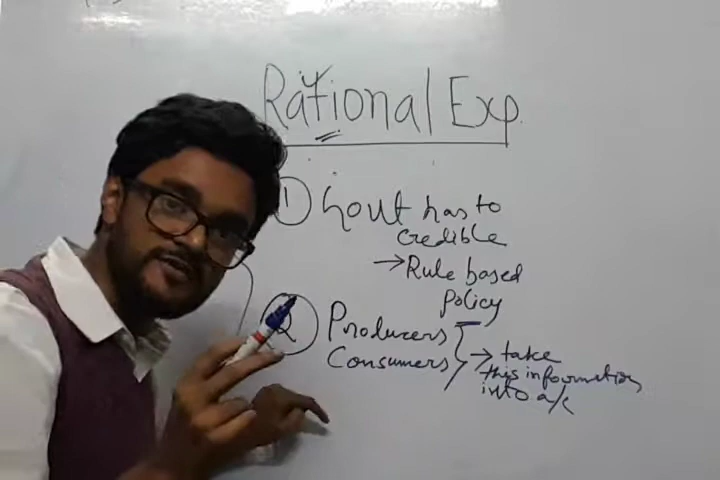 Rational Exp.
1 Govt has to
credible
→ Rule based
policy
2 Producers
Consumers
→ take
this information
into a/c